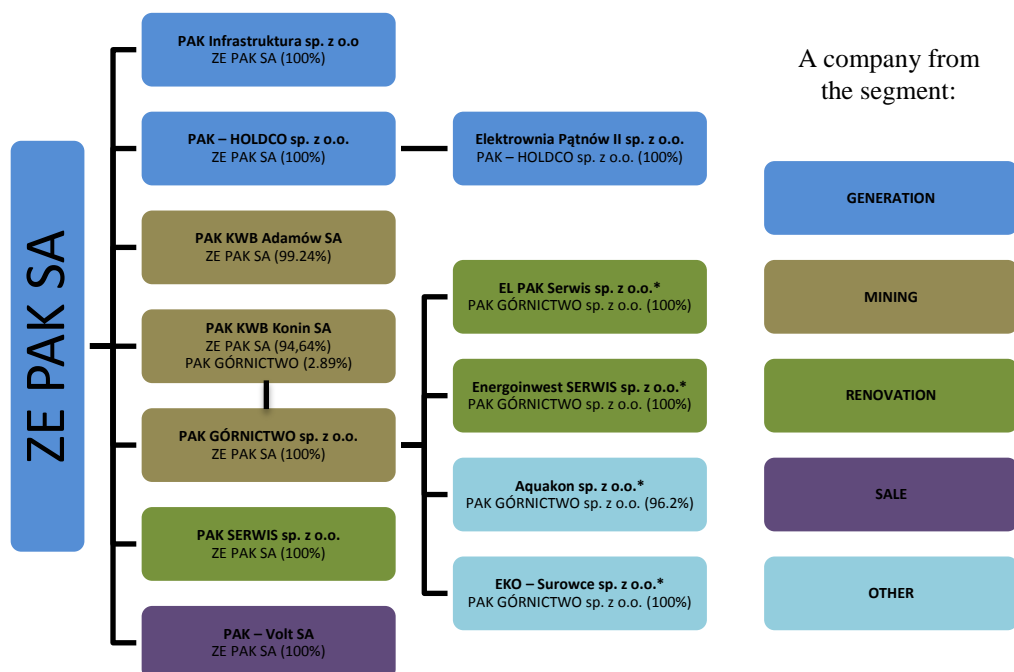 ZE PAK SA
PAK Infrastruktura sp. z o.o
ZE PAK SA (100%)
PAK – HOLDCO sp. z o.o.
ZE PAK SA (100%)
PAK KWB Adamów SA
ZE PAK SA (99.24%)
PAK KWB Konin SA
ZE PAK SA (94,64%)
PAK GÓRNICTWO (2.89%)
PAK GÓRNICTWO sp. z o.o.
ZE PAK SA (100%)
PAK SERWIS sp. z o.o.
ZE PAK SA (100%)
PAK – Volt SA
ZE PAK SA (100%)
Elektrownia Pątnów II sp. z o.o.
PAK – HOLDCO sp. z o.o. (100%)
EL PAK Serwis sp. z o.o.*
PAK GÓRNICTWO sp. z o.o. (100%)
Energoinwest SERWIS sp. z o.o.*
PAK GÓRNICTWO sp. z o.o. (100%)
Aquakon sp. z o.o.*
PAK GÓRNICTWO sp. z o.o. (96.2%)
EKO – Surowce sp. z o.o.*
PAK GÓRNICTWO sp. z o.o. (100%)
A company from
the segment:
GENERATION
MINING
RENOVATION
SALE
OTHER